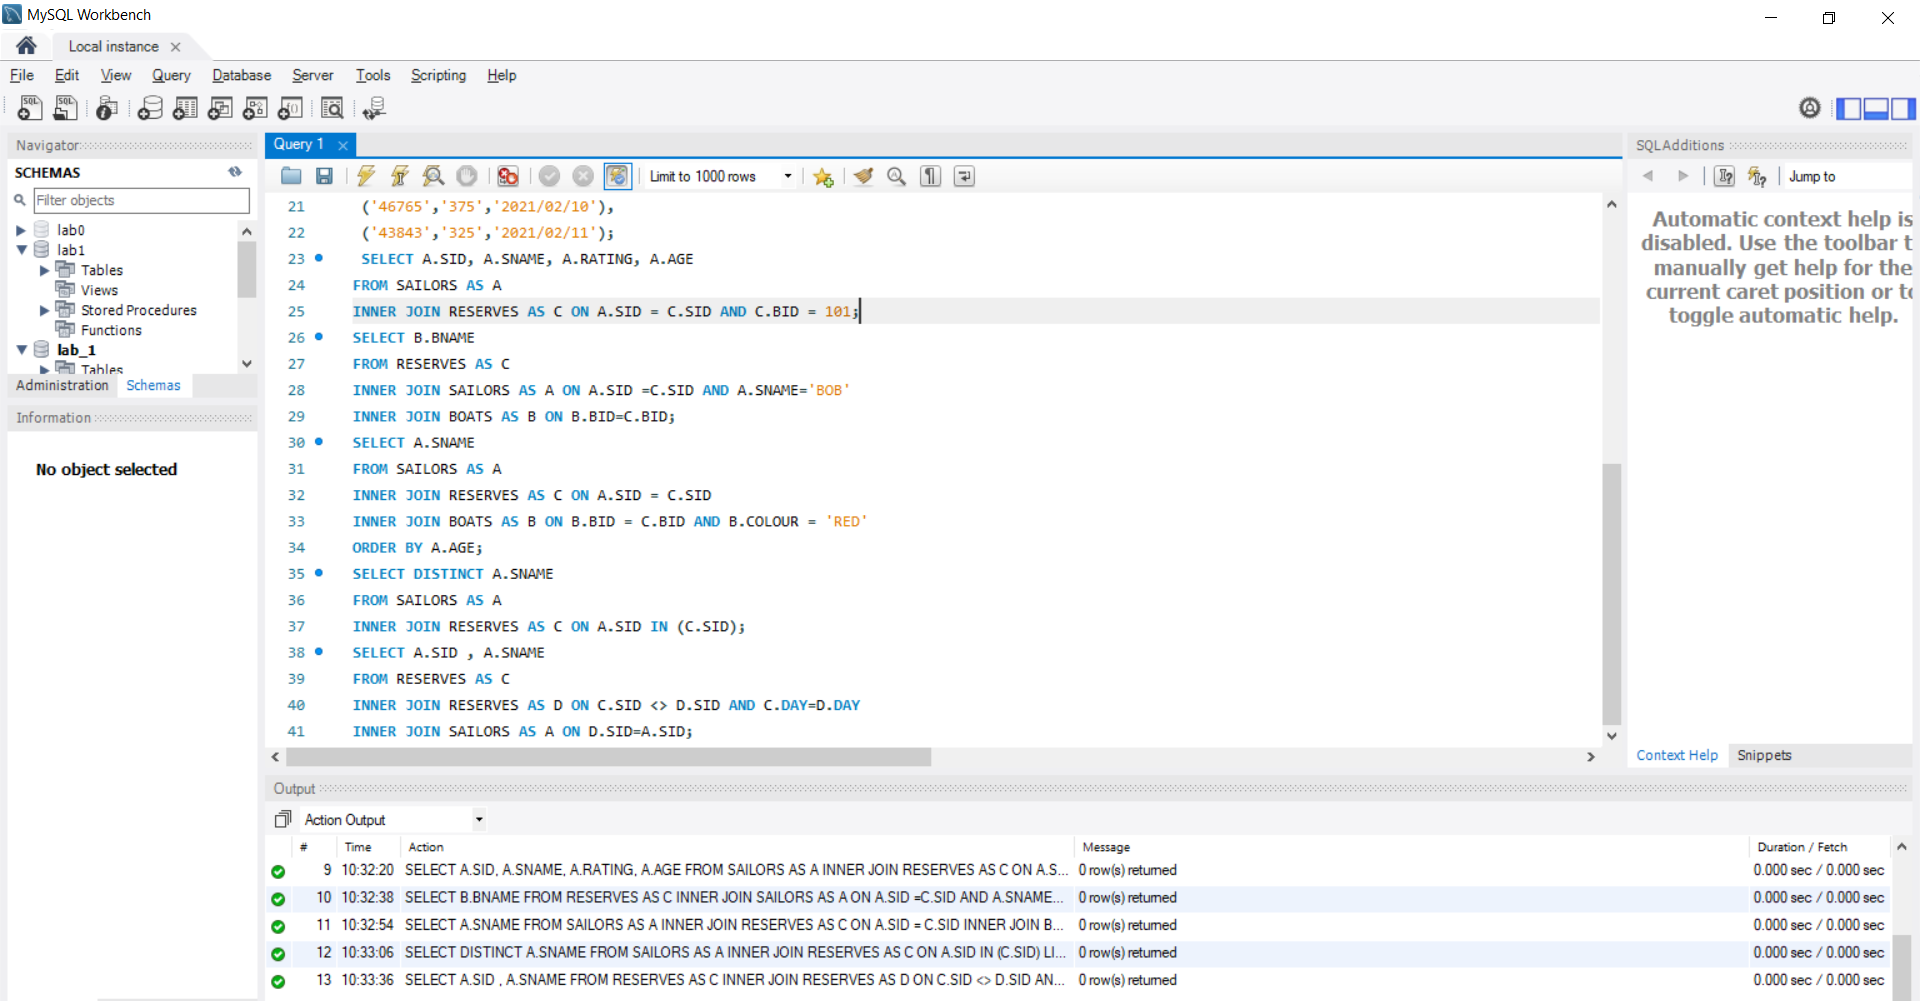 MySQL Workbench
Local instance
File Edit View Query Database Server Tools Scripting Help
Navigator
SCHEMAS
Filter objects
lab0
lab1
Tables
Views
Stored Procedures
Functions
lab_1
Tables
Administration Schemas
Information
No object selected
Query 1
Limit to 1000 rows
21 ('46765','375','2021/02/10'),
22 ('43843','325','2021/02/11');
23 SELECT A.SID, A.SNAME, A.RATING, A.AGE
24 FROM SAILORS AS A
25 INNER JOIN RESERVES AS C ON A.SID = C.SID AND C.BID = 101;
26 SELECT B.BNAME
27 FROM RESERVES AS C
28 INNER JOIN SAILORS AS A ON A.SID =C.SID AND A.SNAME='BOB'
29 INNER JOIN BOATS AS B ON B.BID=C.BID;
30 SELECT A.SNAME
31 FROM SAILORS AS A
32 INNER JOIN RESERVES AS C ON A.SID = C.SID
33 INNER JOIN BOATS AS B ON B.BID = C.BID AND B.COLOUR = 'RED'
34 ORDER BY A.AGE;
35 SELECT DISTINCT A.SNAME
36 FROM SAILORS AS A
37 INNER JOIN RESERVES AS C ON A.SID IN (C.SID);
38 SELECT A.SID , A.SNAME
39 FROM RESERVES AS C
40 INNER JOIN RESERVES AS D ON C.SID <> D.SID AND C.DAY=D.DAY
41 INNER JOIN SAILORS AS A ON D.SID=A.SID;
SQLAdditions
Jump to
Automatic context help is
disabled. Use the toolbar t
manually get help for the
current caret position or to
toggle automatic help.
Context Help Snippets
Output
Action Output
# Time Action Message Duration / Fetch
9 10:32:20 SELECT A.SID, A.SNAME, A.RATING, A.AGE FROM SAILORS AS A INNER JOIN RESERVES AS C ON A.S... 0 row(s) returned 0.000 sec / 0.000 sec
10 10:32:38 SELECT B.BNAME FROM RESERVES AS C INNER JOIN SAILORS AS A ON A.SID =C.SID AND A.SNAME... 0 row(s) returned 0.000 sec / 0.000 sec
11 10:32:54 SELECT A.SNAME FROM SAILORS AS A INNER JOIN RESERVES AS C ON A.SID = C.SID INNER JOIN B... 0 row(s) returned 0.000 sec / 0.000 sec
12 10:33:06 SELECT DISTINCT A.SNAME FROM SAILORS AS A INNER JOIN RESERVES AS C ON A.SID IN (C.SID) LI... 0 row(s) returned 0.000 sec / 0.000 sec
13 10:33:36 SELECT A.SID , A.SNAME FROM RESERVES AS C INNER JOIN RESERVES AS D ON C.SID <> D.SID AN... 0 row(s) returned 0.000 sec / 0.000 sec